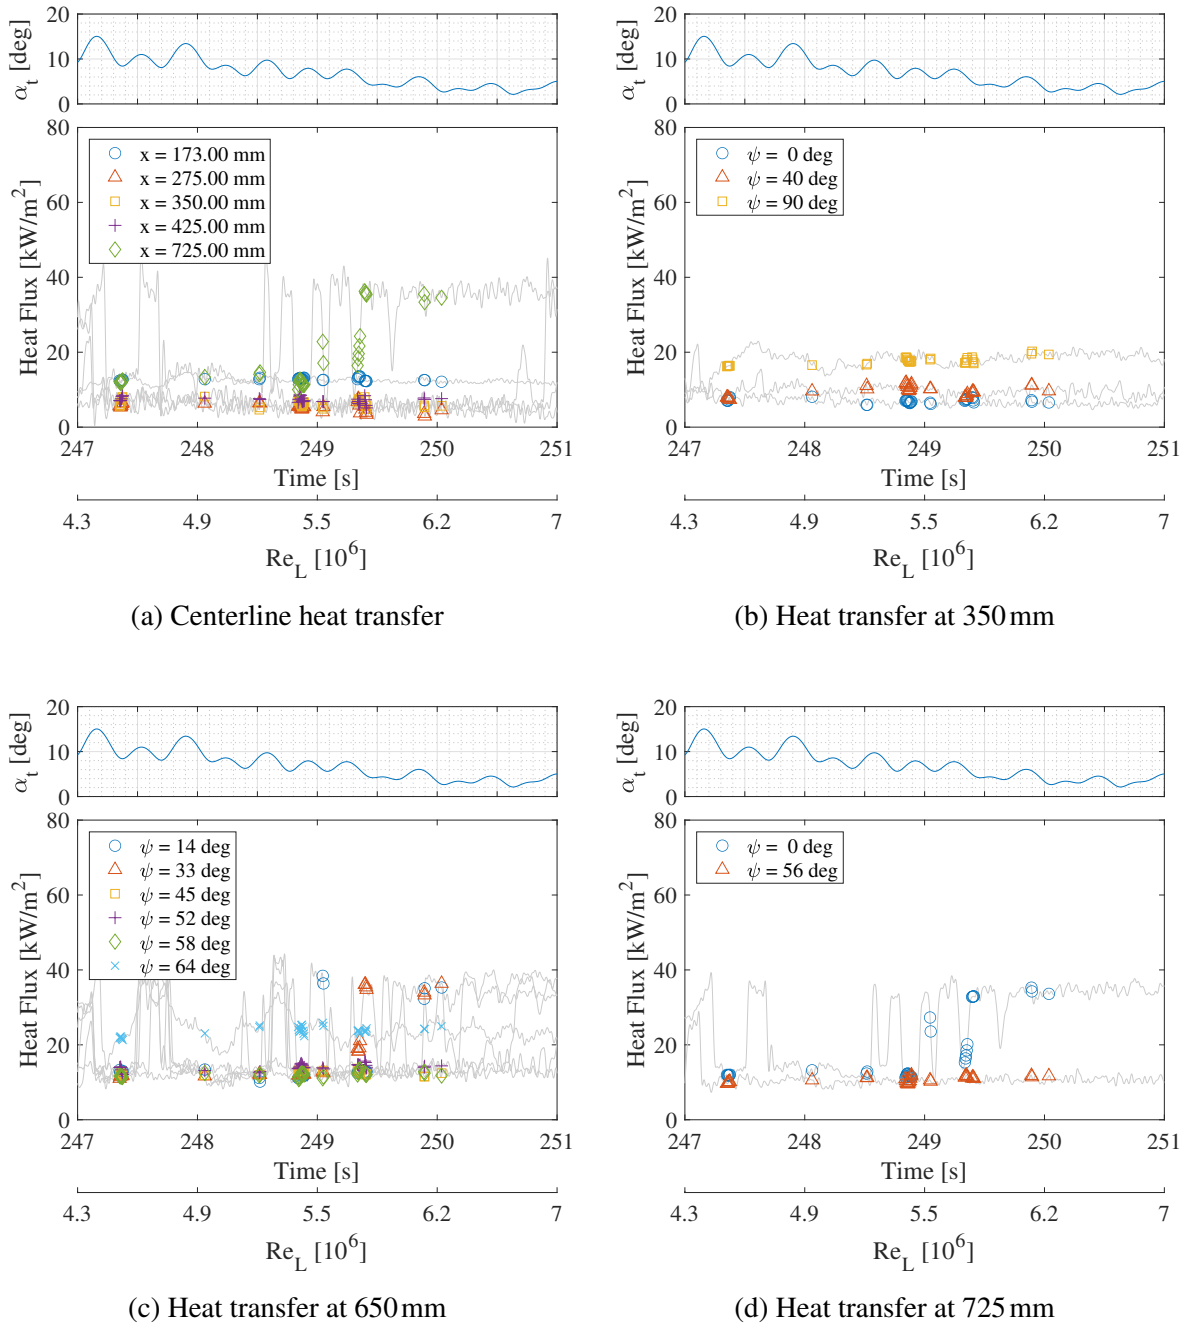 20
10
0
α_t [deg]
80
60
40
20
0
Heat Flux [kW/m²]
x = 173.00 mm
x = 275.00 mm
x = 350.00 mm
x = 425.00 mm
x = 725.00 mm
247 248 249 250 251
Time [s]
4.3 4.9 5.5 6.2 7
Re_L [10⁶]
(a) Centerline heat transfer
20
10
0
α_t [deg]
80
60
40
20
0
Heat Flux [kW/m²]
ψ = 0 deg
ψ = 40 deg
ψ = 90 deg
247 248 249 250 251
Time [s]
4.3 4.9 5.5 6.2 7
Re_L [10⁶]
(b) Heat transfer at 350 mm
20
10
0
α_t [deg]
80
60
40
20
0
Heat Flux [kW/m²]
ψ = 14 deg
ψ = 33 deg
ψ = 45 deg
ψ = 52 deg
ψ = 58 deg
ψ = 64 deg
247 248 249 250 251
Time [s]
4.3 4.9 5.5 6.2 7
Re_L [10⁶]
(c) Heat transfer at 650 mm
20
10
0
α_t [deg]
80
60
40
20
0
Heat Flux [kW/m²]
ψ = 0 deg
ψ = 56 deg
247 248 249 250 251
Time [s]
4.3 4.9 5.5 6.2 7
Re_L [10⁶]
(d) Heat transfer at 725 mm